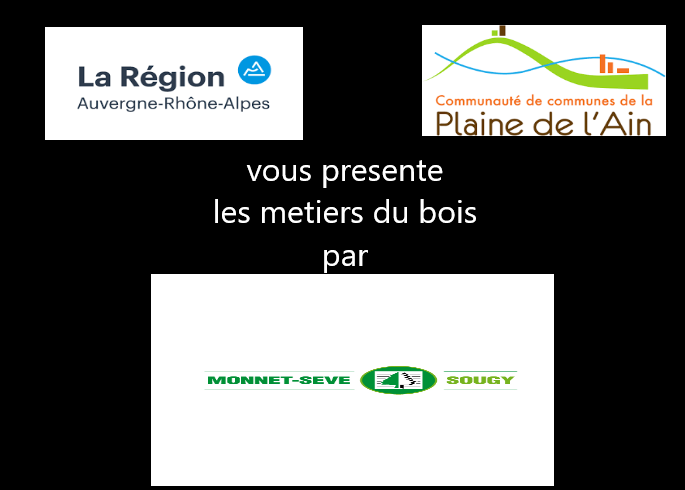 La Région
Auvergne-Rhône-Alpes
Communauté de communes de la
Plaine de l'Ain
vous presente
les metiers du bois
par
MONNET-SEVE SOUGY